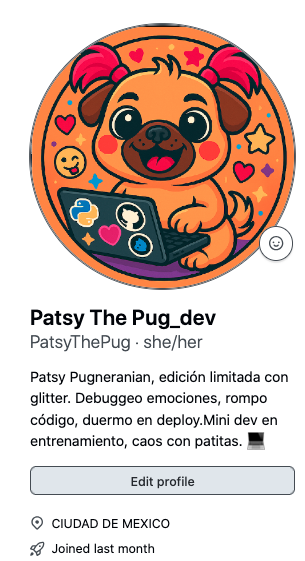 Patsy The Pug_dev
PatsyThePug · she/her
Patsy Pugneranian, edición limitada con
glitter. Debuggeo emociones, rompo
código, duermo en deploy.Mini dev en
entrenamiento, caos con patitas. 💻
Edit profile
CIUDAD DE MEXICO
Joined last month